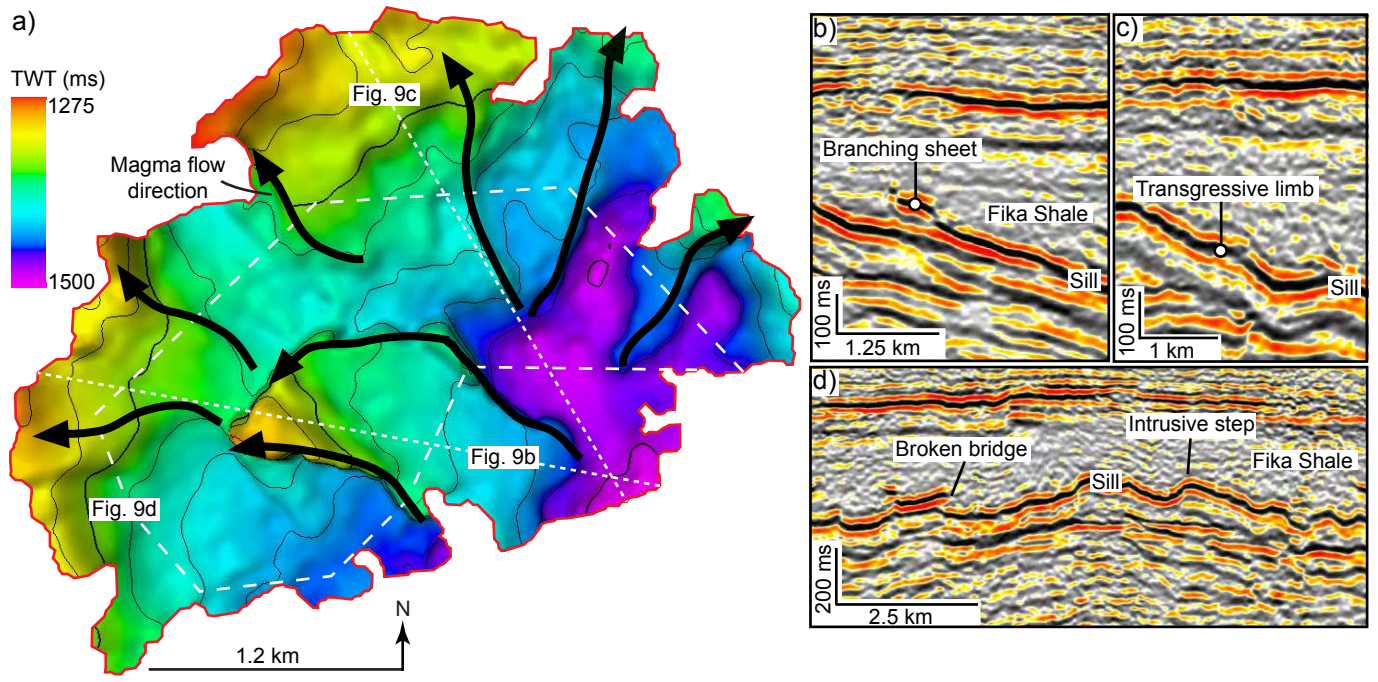 a)
TWT (ms)
1275
1500
Magma flow
direction
Fig. 9c
Fig. 9b
Fig. 9d
N
1.2 km
b)
Branching sheet
Fika Shale
Sill
100 ms
1.25 km
c)
Transgressive limb
Sill
100 ms
1 km
d)
Broken bridge
Sill
Intrusive step
Fika Shale
200 ms
2.5 km